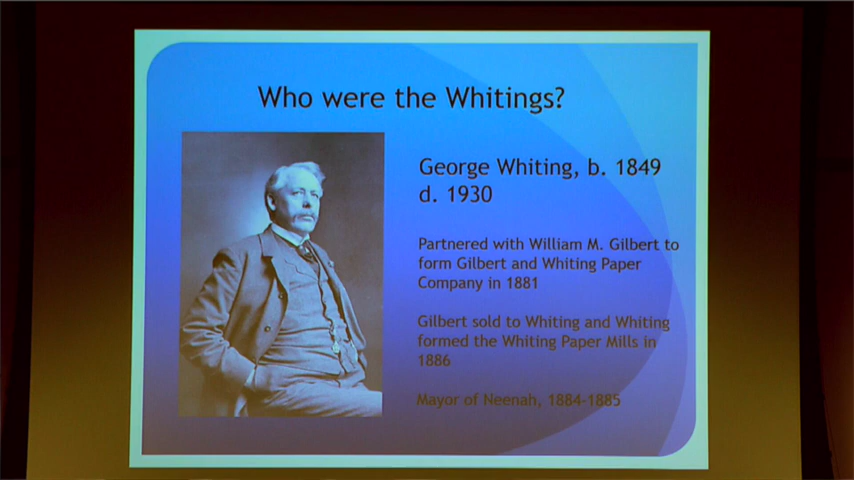 Who were the Whitings?
George Whiting, b. 1849
d. 1930
Partnered with William M. Gilbert to
form Gilbert and Whiting Paper
Company in 1881
Gilbert sold to Whiting and Whiting
formed the Whiting Paper Mills in
1886
Mayor of Neenah, 1884-1885